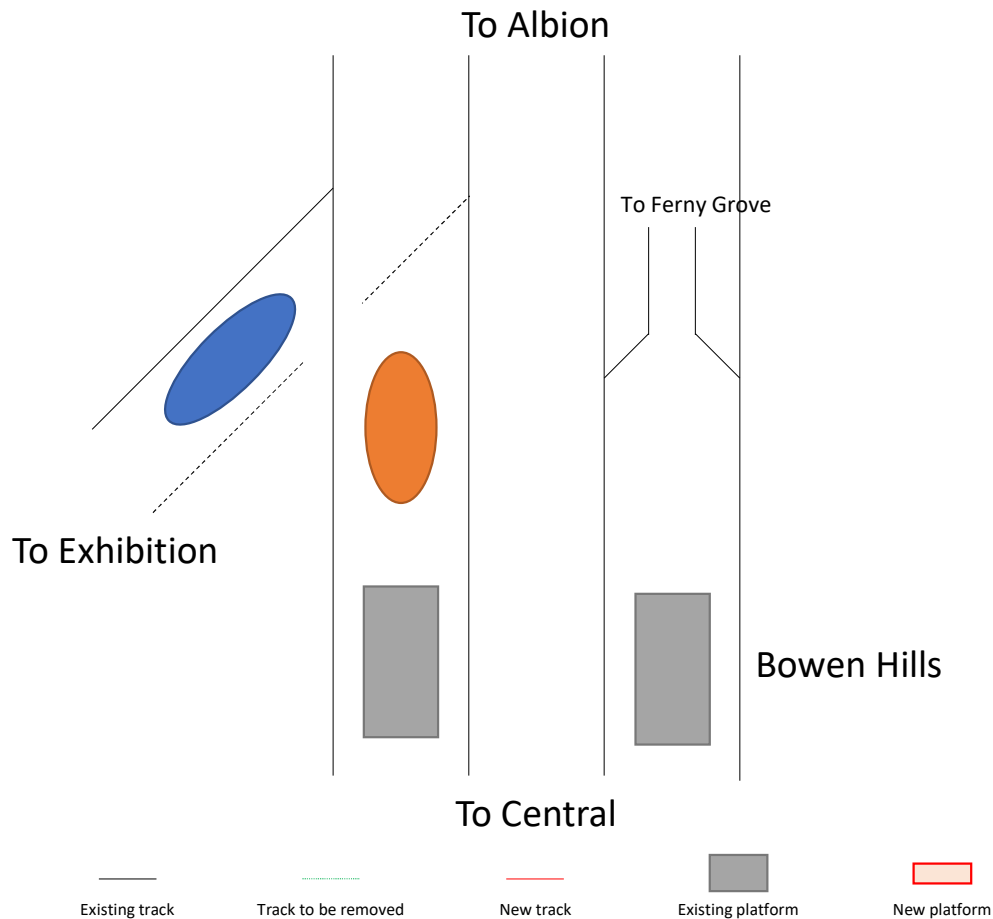 To Albion
To Ferny Grove
To Exhibition
Bowen Hills
To Central
Existing track
Track to be removed
New track
Existing platform
New platform